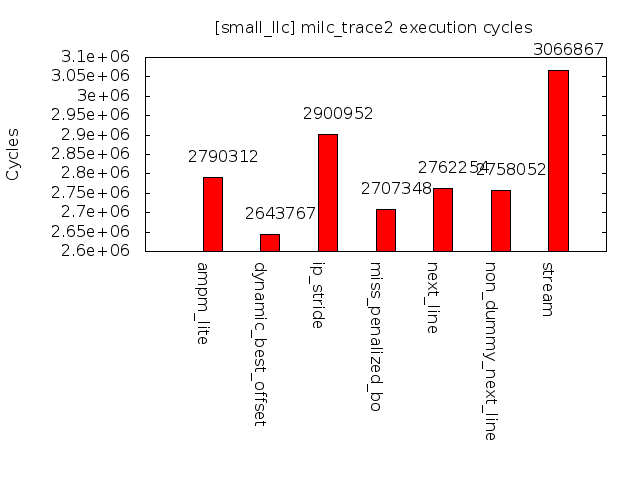 [small_llc] milc_trace2 execution cycles
Cycles
3.1e+06
3.05e+06
3e+06
2.95e+06
2.9e+06
2.85e+06
2.8e+06
2.75e+06
2.7e+06
2.65e+06
2.6e+06
2790312
2643767
2900952
2707348
2762254
2758052
3066867
ampm_lite
dynamic_best_offset
ip_stride
miss_penalized_bo
next_line
non_dummy_next_line
stream